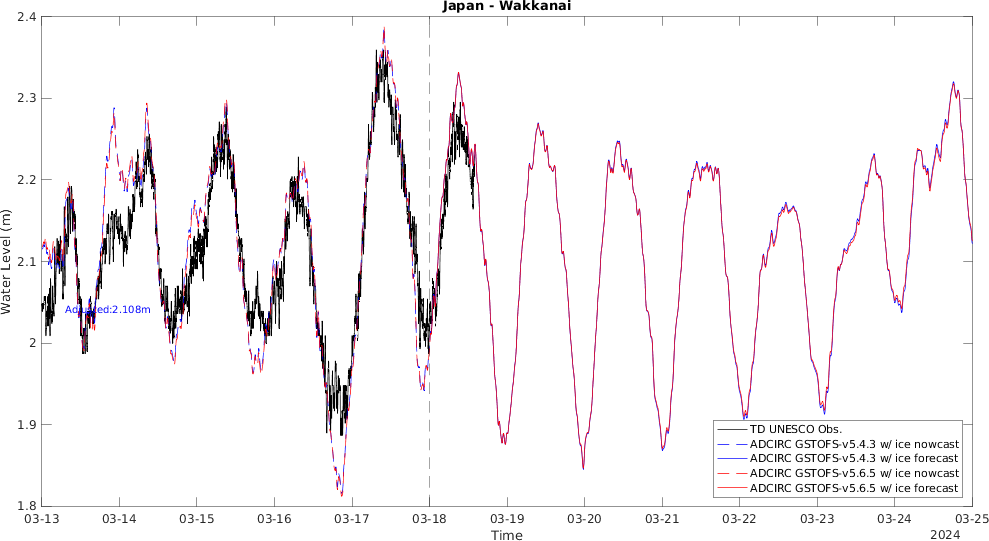 Japan - Wakkanai
Water Level (m)
2.4
2.3
2.2
2.1
2
1.9
1.8
Adjusted:2.108m
TD UNESCO Obs.
ADCIRC GSTOFS-v5.4.3 w/ ice nowcast
ADCIRC GSTOFS-v5.4.3 w/ ice forecast
ADCIRC GSTOFS-v5.6.5 w/ ice nowcast
ADCIRC GSTOFS-v5.6.5 w/ ice forecast
03-13 03-14 03-15 03-16 03-17 03-18 03-19 03-20 03-21 03-22 03-23 03-24 03-25
Time
2024